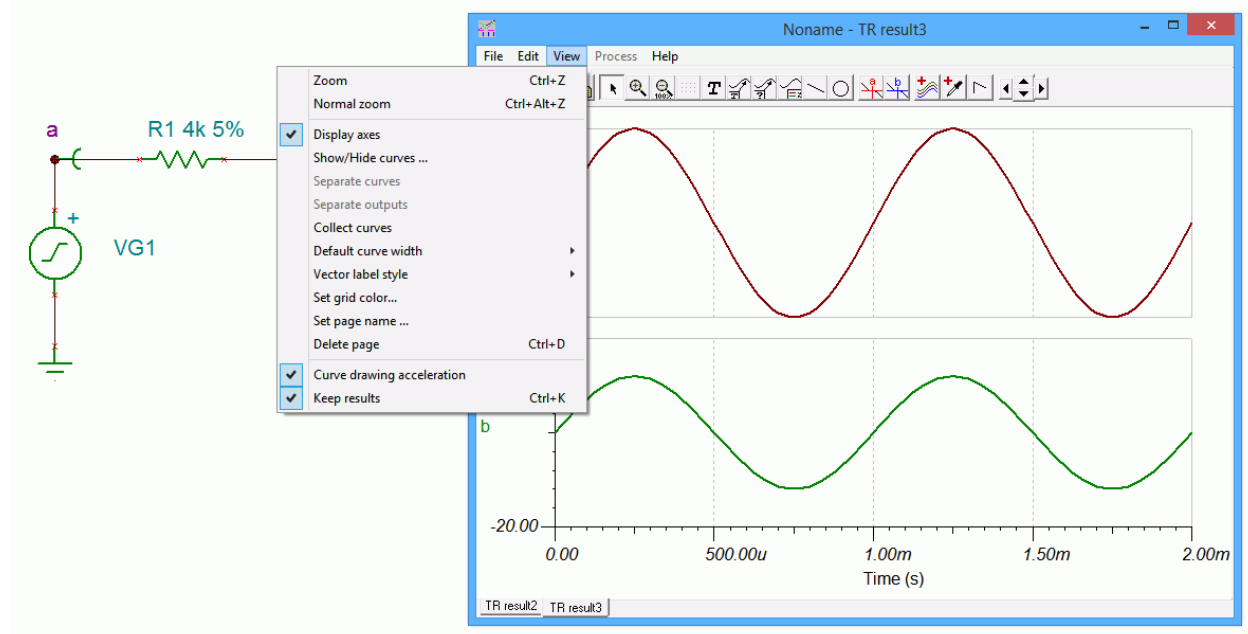 Noname - TR result3
File Edit View Process Help
Zoom Ctrl+Z
Normal zoom Ctrl+Alt+Z
Display axes
Show/Hide curves ...
Separate curves
Separate outputs
Collect curves
Default curve width
Vector label style
Set grid color...
Set page name ...
Delete page Ctrl+D
Curve drawing acceleration
Keep results Ctrl+K
100%
T
a
b
a
R1 4k 5%
+
VG1
b
-20.00
0.00 500.00u 1.00m 1.50m 2.00m
Time (s)
TR result2 TR result3